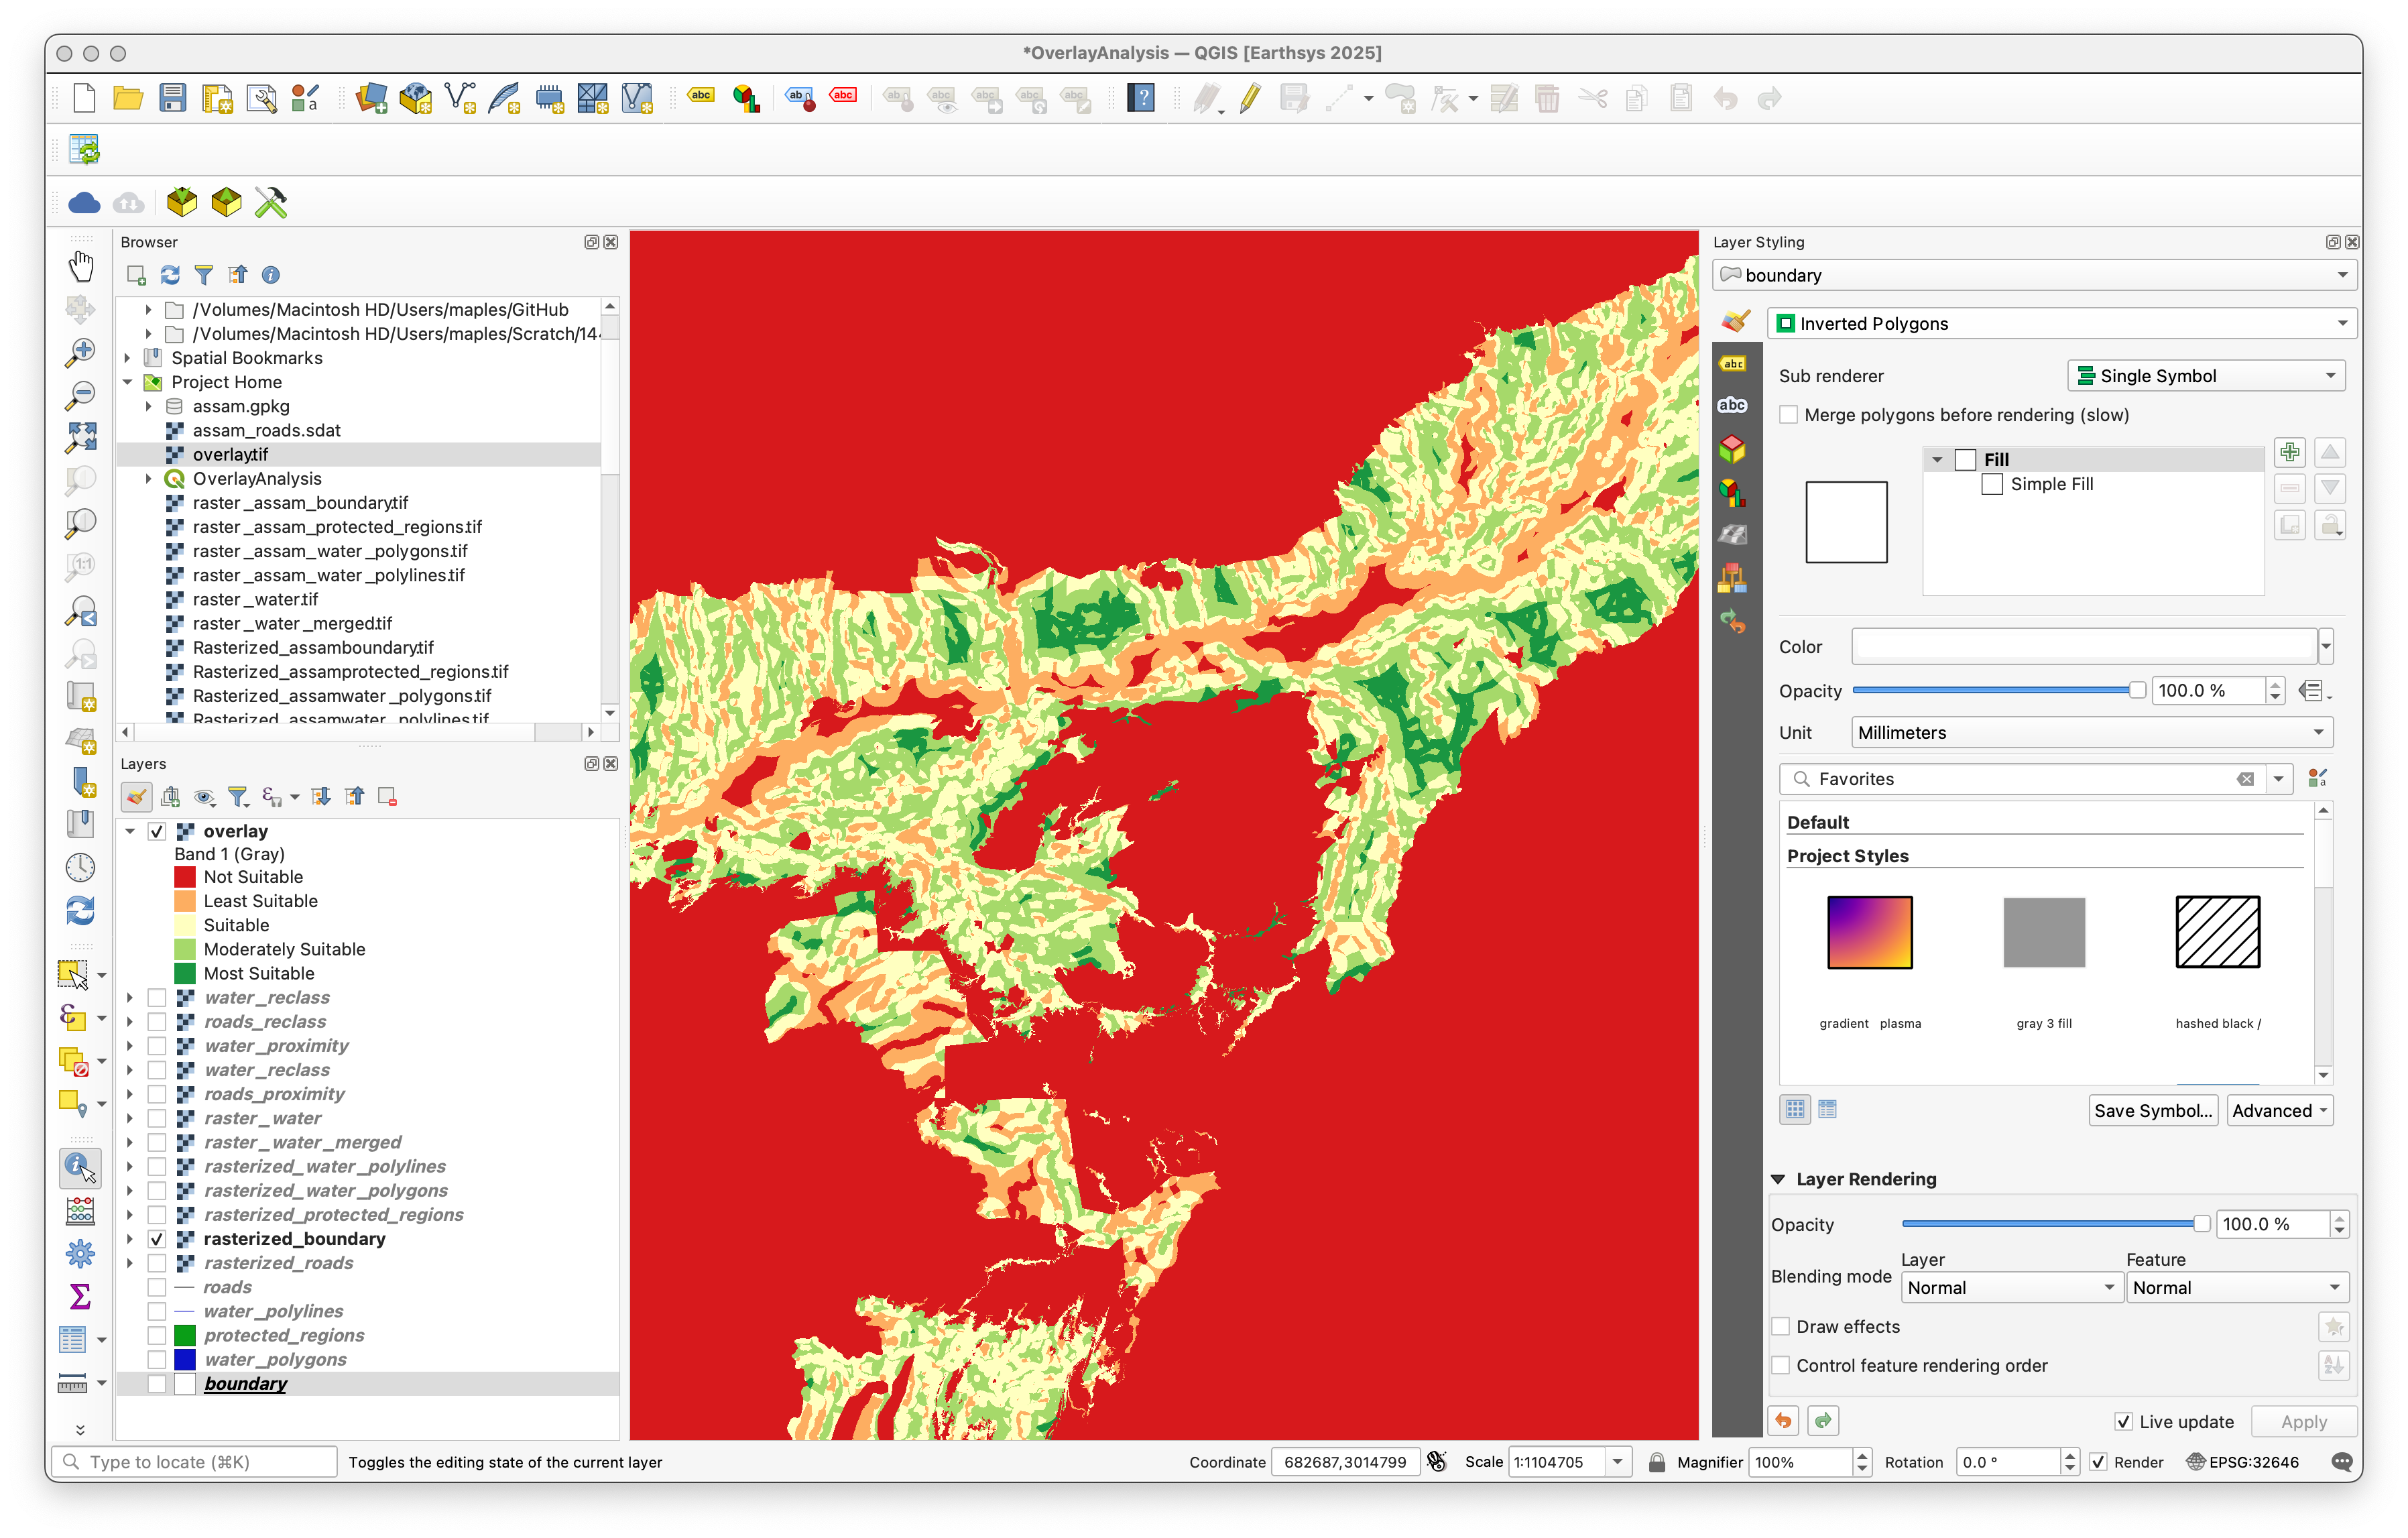 *OverlayAnalysis — QGIS [Earthsys 2025]
Browser
/Volumes/Macintosh HD/Users/maples/GitHub
/Volumes/Macintosh HD/Users/maples/Scratch/14
Spatial Bookmarks
Project Home
assam.gpkg
assam_roads.sdat
overlay.tif
OverlayAnalysis
raster_assam_boundary.tif
raster_assam_protected_regions.tif
raster_assam_water_polygons.tif
raster_assam_water_polylines.tif
raster_water.tif
raster_water_merged.tif
Rasterized_assamboundary.tif
Rasterized_assamprotected_regions.tif
Rasterized_assamwater_polygons.tif
Rasterized_assamwater_polylines.tif
Layers
overlay
Band 1 (Gray)
Not Suitable
Least Suitable
Suitable
Moderately Suitable
Most Suitable
water_reclass
roads_reclass
water_proximity
water_reclass
roads_proximity
raster_water
raster_water_merged
rasterized_water_polylines
rasterized_water_polygons
rasterized_protected_regions
rasterized_boundary
rasterized_roads
roads
water_polylines
protected_regions
water_polygons
boundary
Layer Styling
boundary
Inverted Polygons
Sub renderer
Single Symbol
Merge polygons before rendering (slow)
Fill
Simple Fill
Color
Opacity
100.0 %
Unit
Millimeters
Favorites
Default
Project Styles
gradient plasma
gray 3 fill
hashed black /
Save Symbol...
Advanced
Layer Rendering
Opacity
100.0 %
Layer
Feature
Blending mode
Normal
Normal
Draw effects
Control feature rendering order
Live update
Apply
Type to locate (⌘K)
Toggles the editing state of the current layer
Coordinate
682687,3014799
Scale
1:1104705
Magnifier
100%
Rotation
0.0 °
Render
EPSG:32646